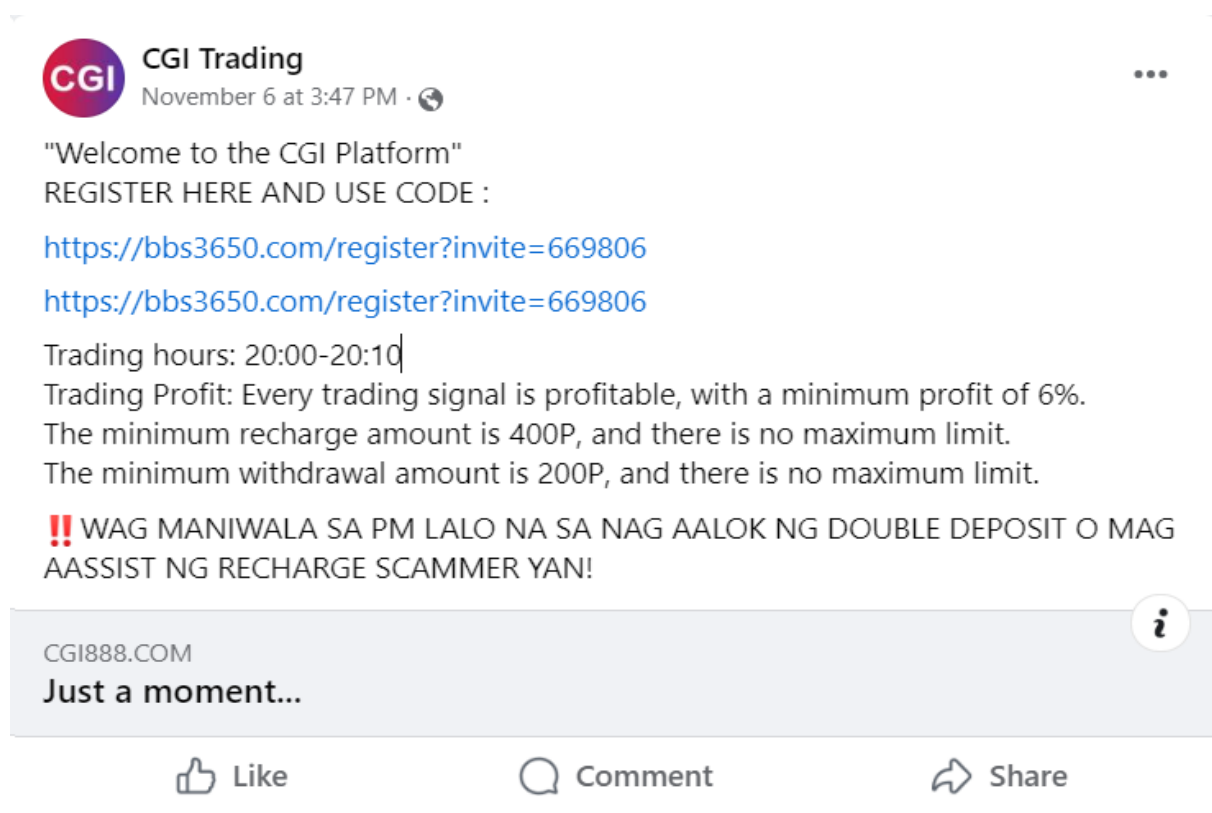 CGI
CGI Trading
November 6 at 3:47 PM ·
"Welcome to the CGI Platform"
REGISTER HERE AND USE CODE :
https://bbs3650.com/register?invite=669806
https://bbs3650.com/register?invite=669806
Trading hours: 20:00-20:10
Trading Profit: Every trading signal is profitable, with a minimum profit of 6%.
The minimum recharge amount is 400P, and there is no maximum limit.
The minimum withdrawal amount is 200P, and there is no maximum limit.
‼️ WAG MANIWALA SA PM LALO NA SA NAG AALOK NG DOUBLE DEPOSIT O MAG
AASSIST NG RECHARGE SCAMMER YAN!
CGI888.COM
Just a moment...
Like
Comment
Share